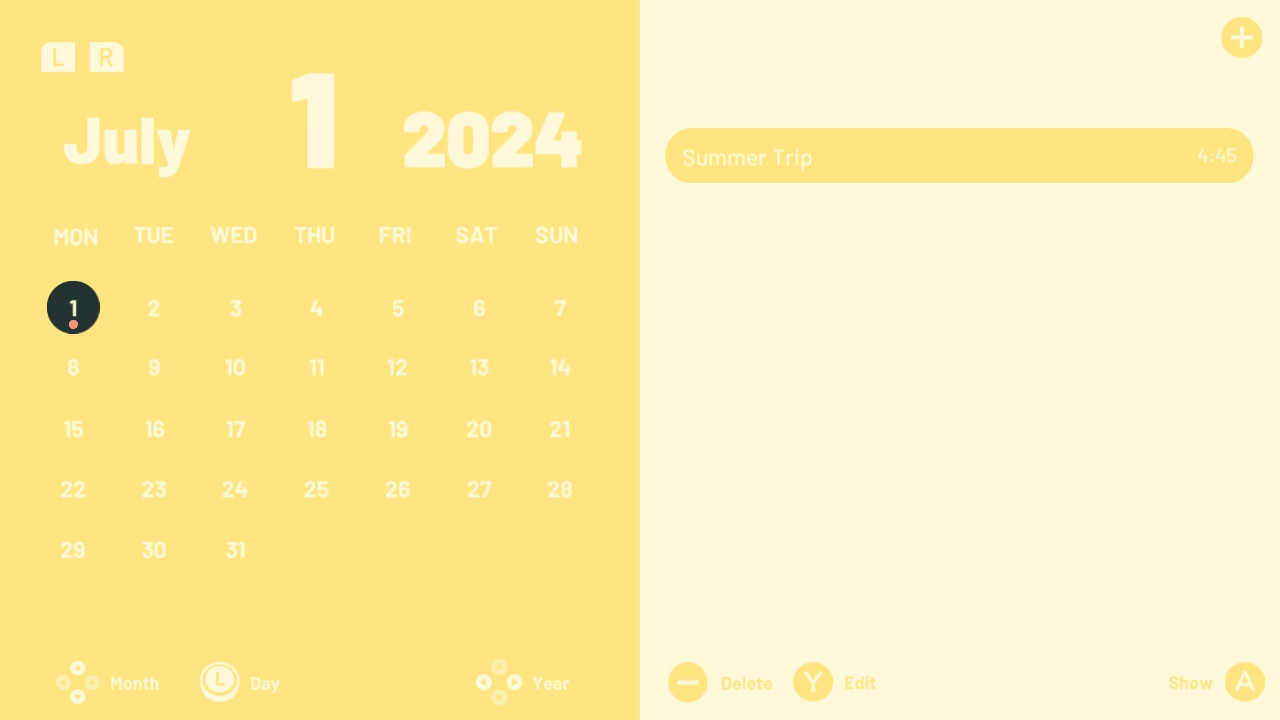 L R
July 1 2024
MON TUE WED THU FRI SAT SUN
1 2 3 4 5 6 7
8 9 10 11 12 13 14
15 16 17 18 19 20 21
22 23 24 25 26 27 28
29 30 31
Month L Day Year
Summer Trip 4:45
Delete Y Edit Show A